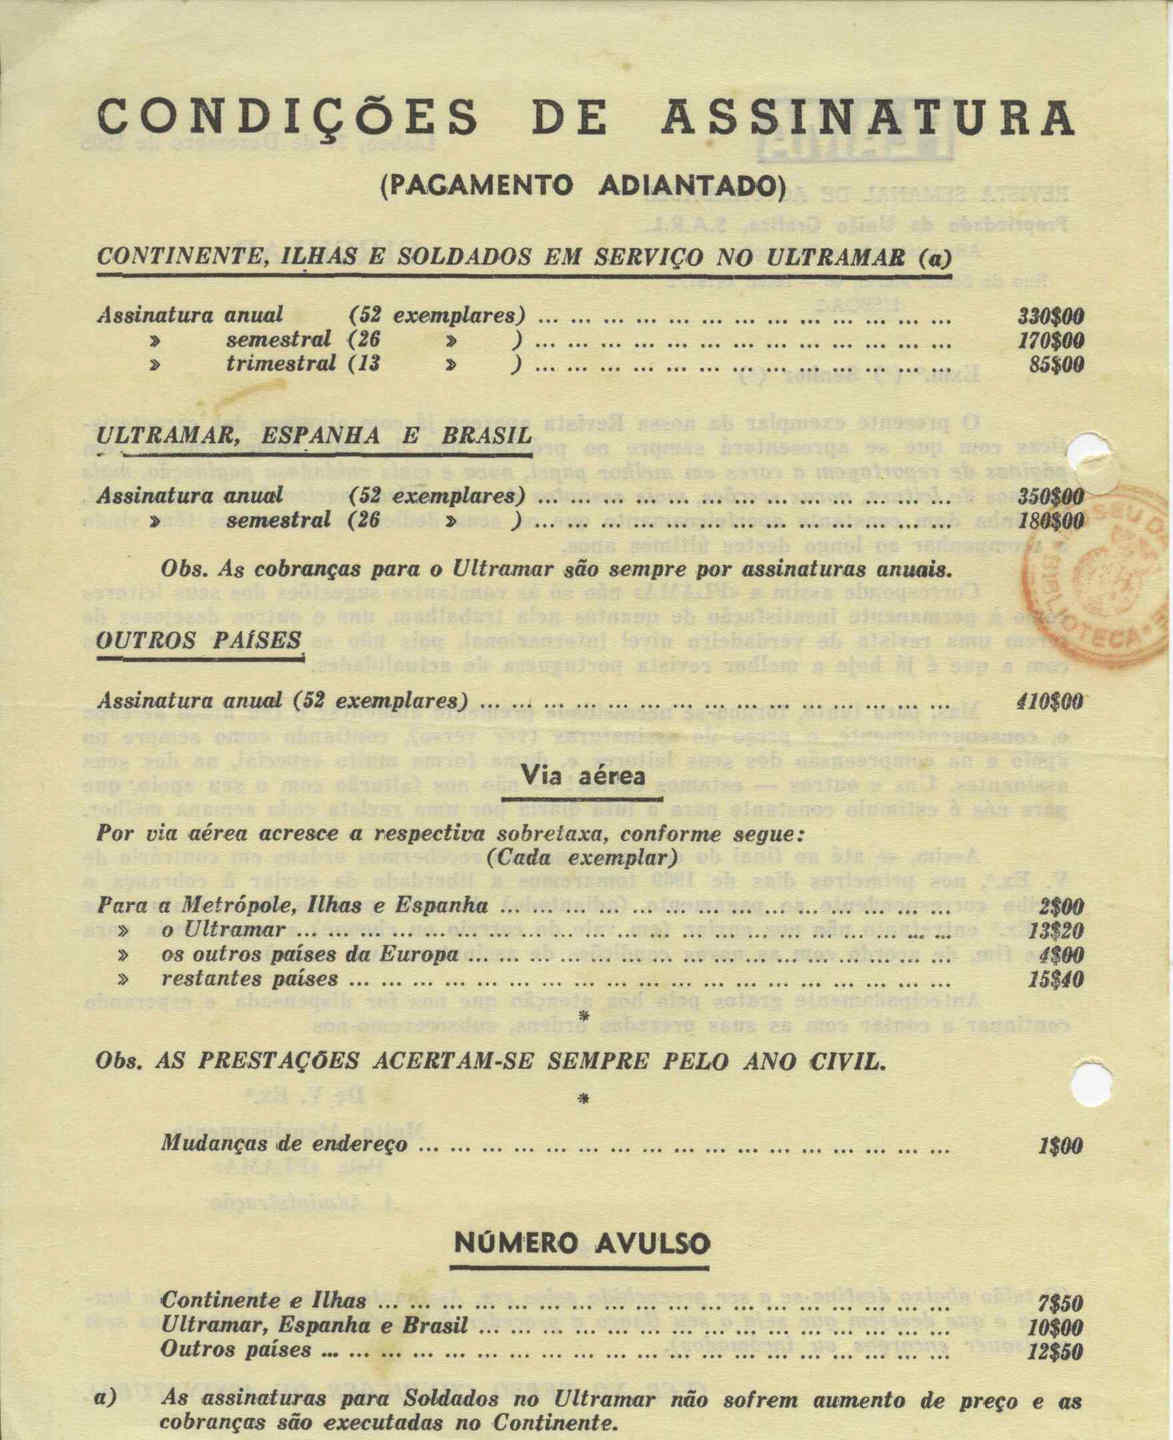 CONDIÇÕES DE ASSINATURA
(PAGAMENTO ADIANTADO)
CONTINENTE, ILHAS E SOLDADOS EM SERVIÇO NO ULTRAMAR (a)
Assinatura anual (52 exemplares) ... ... ... ... ... ... ... ... ... ... ... ... ... 330$00
» semestral (26 » ) ... ... ... ... ... ... ... ... ... ... ... ... ... 170$00
» trimestral (13 » ) ... ... ... ... ... ... ... ... ... ... ... ... ... 85$00
ULTRAMAR, ESPANHA E BRASIL
Assinatura anual (52 exemplares) ... ... ... ... ... ... ... ... ... ... ... ... ... 350$00
» semestral (26 » ) ... ... ... ... ... ... ... ... ... ... ... ... ... 180$00
Obs. As cobranças para o Ultramar são sempre por assinaturas anuais.
OUTROS PAÍSES
Assinatura anual (52 exemplares) ... ... ... ... ... ... ... ... ... ... ... ... ... ... ... 410$00
Via aérea
Por via aérea acresce a respectiva sobretaxa, conforme segue:
(Cada exemplar)
Para a Metrópole, Ilhas e Espanha ... ... ... ... ... ... ... ... ... ... ... ... ... ... 2$00
» o Ultramar ... ... ... ... ... ... ... ... ... ... ... ... ... ... ... ... ... ... ... ... ... 13$20
» os outros países da Europa ... ... ... ... ... ... ... ... ... ... ... ... ... ... ... 4$00
» restantes países ... ... ... ... ... ... ... ... ... ... ... ... ... ... ... ... ... ... ... 15$40
*
Obs. AS PRESTAÇÕES ACERTAM-SE SEMPRE PELO ANO CIVIL.
*
Mudanças de endereço ... ... ... ... ... ... ... ... ... ... ... ... ... ... ... ... ... 1$00
NÚMERO AVULSO
Continente e Ilhas ... ... ... ... ... ... ... ... ... ... ... ... ... ... ... ... ... ... 7$50
Ultramar, Espanha e Brasil ... ... ... ... ... ... ... ... ... ... ... ... ... ... ... 10$00
Outros países ... ... ... ... ... ... ... ... ... ... ... ... ... ... ... ... ... ... ... ... 12$50
a) As assinaturas para Soldados no Ultramar não sofrem aumento de preço e as
cobranças são executadas no Continente.
BIBLIOTECA